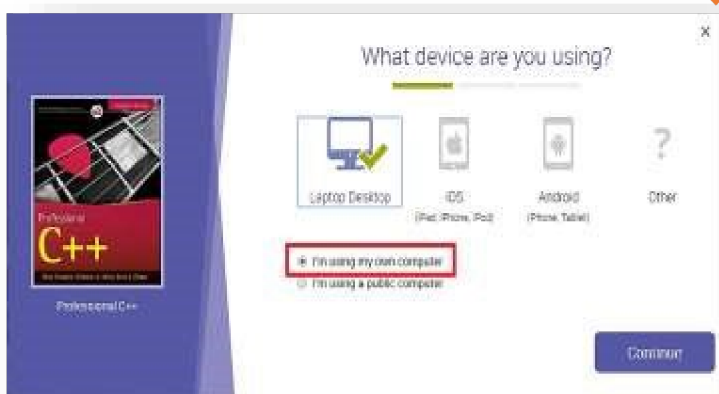 X
What device are you using?
Laptop Desktop
iOS
Android
Other
(iPad, iPhone, iPod)
(Phone, Tablet)
?
Professional
C++
I'm using my own computer
I'm using a public computer
Professional C++
Continue